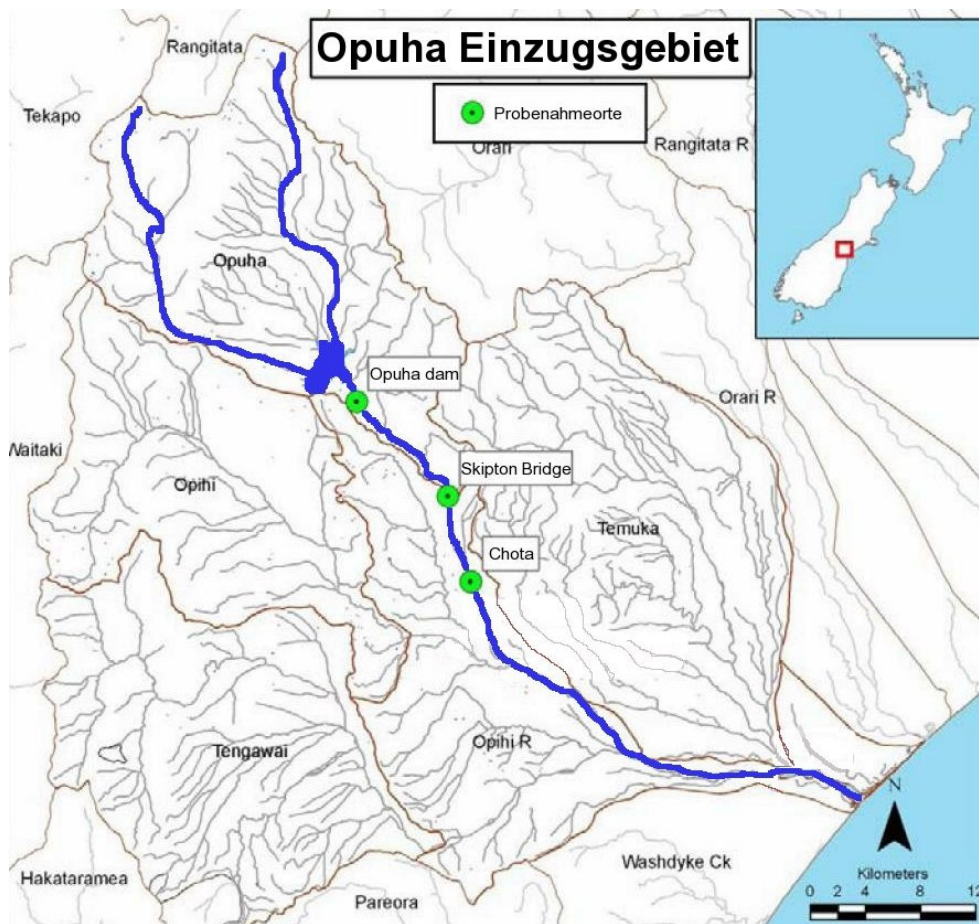 Opuha Einzugsgebiet
Probenahmeorte
Rangitata
Tekapo
Orari
Rangitata R
Opuha
Opuha dam
Orari R
Waitaki
Skipton Bridge
Opihi
Temuka
Chota
Tengawai
Opihi R
N
Washdyke Ck
Kilometers
Hakataramea
0 2 4 8 12
Pareora